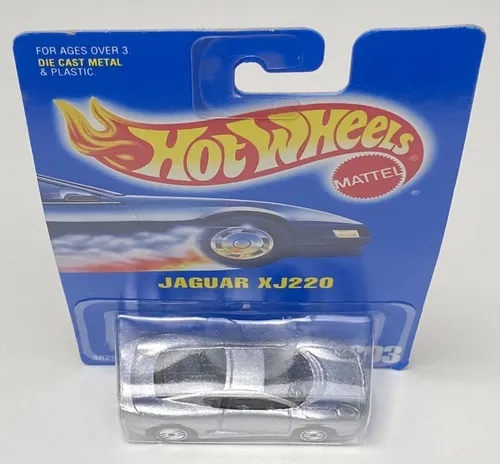 FOR AGES OVER 3
DIE CAST METAL
& PLASTIC.
HOT WHEELS®
MATTEL®
JAGUAR XJ220